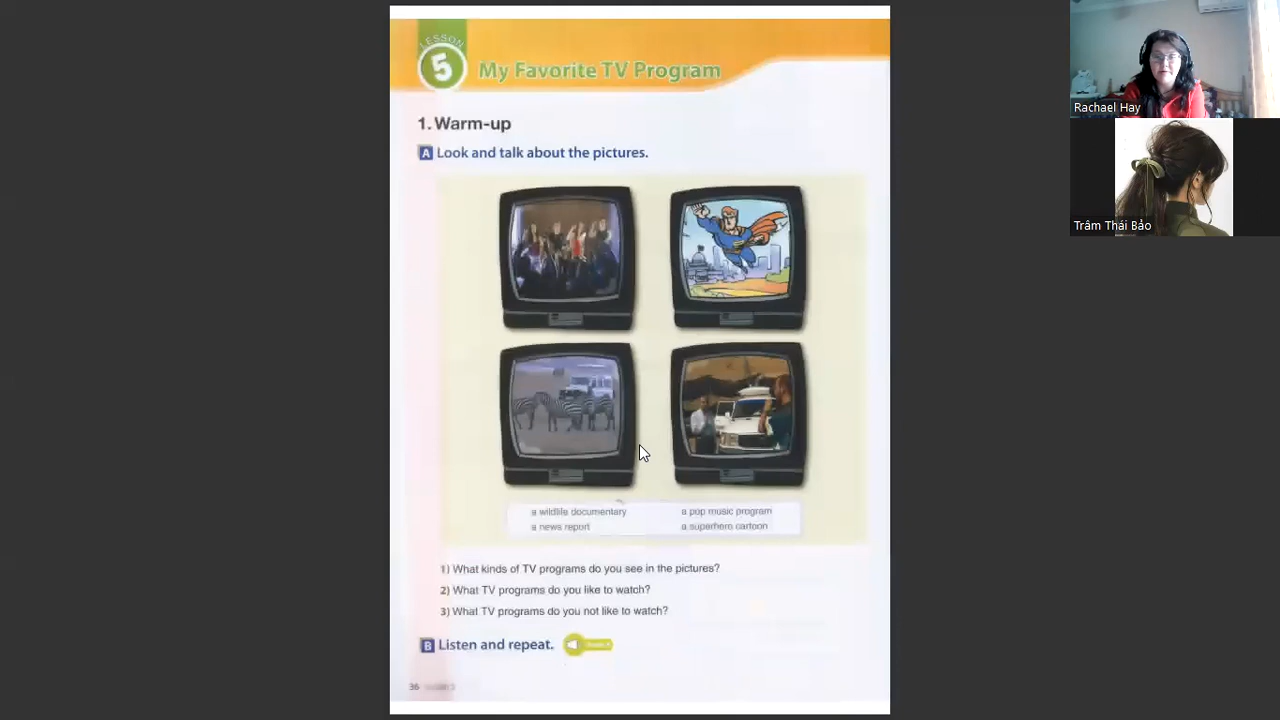 LESSON
5
My Favorite TV Program
1. Warm-up
A Look and talk about the pictures.
a wildlife documentary
a pop music program
a news report
a superhero cartoon
1) What kinds of TV programs do you see in the pictures?
2) What TV programs do you like to watch?
3) What TV programs do you not like to watch?
B Listen and repeat.
36
Rachael Hay
Trâm Thái Bảo